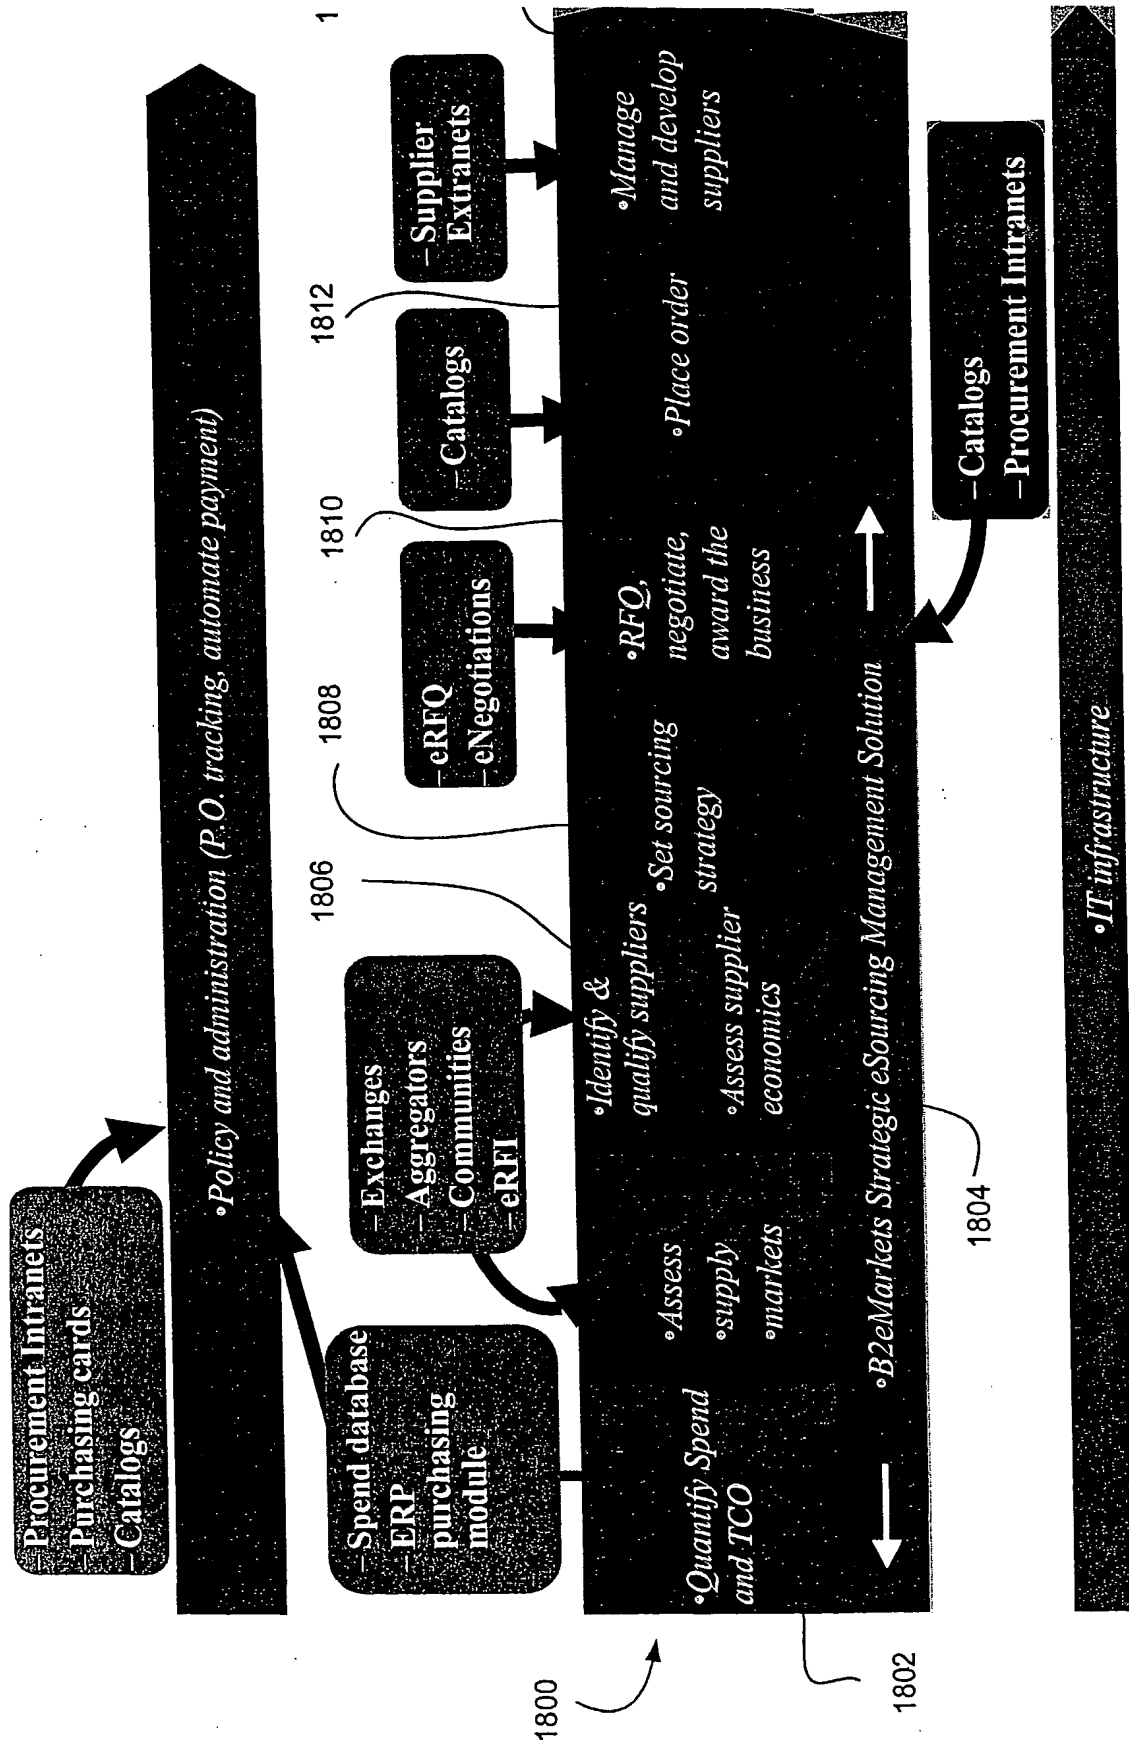 –Procurement Intranets
–Purchasing cards
–Catalogs
•Policy and administration (P.O. tracking, automate payment)
–Spend database
–ERP
purchasing
module
–Exchanges
–Aggregators
–Communities
–eRFI
1806
1808
–eRFQ
–eNegotiations
1810
–Catalogs
1812
–Supplier
Extranets
1
1800
•Quantify Spend
and TCO
•Assess
•supply
•markets
•Identify &
qualify suppliers
•Assess supplier
economics
•Set sourcing
strategy
•RFQ,
negotiate,
award the
business
•Place order
•Manage
and develop
suppliers
•B2eMarkets Strategic eSourcing Management Solution
1802
1804
–Catalogs
–Procurement Intranets
•IT infrastructure